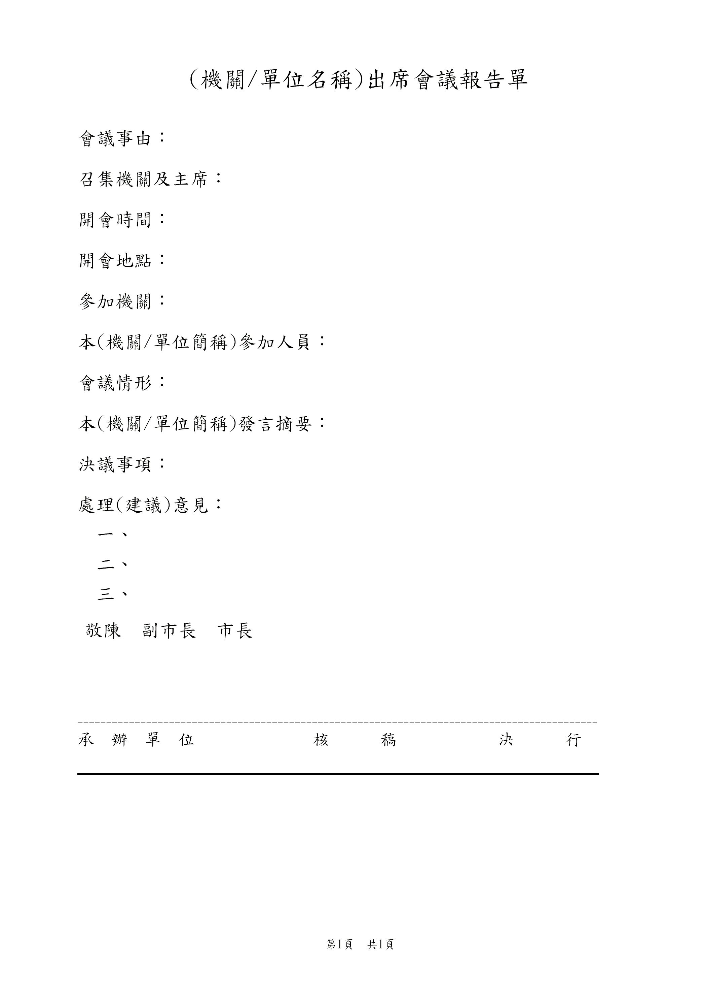 (機關/單位名稱)出席會議報告單
會議事由：
召集機關及主席：
開會時間：
開會地點：
參加機關：
本(機關/單位簡稱)參加人員：
會議情形：
本(機關/單位簡稱)發言摘要：
決議事項：
處理(建議)意見：
一、
二、
三、
敬陳　副市長　市長
承　辦　單　位　　　　核　　　稿　　　　決　　　行
第1頁　共1頁